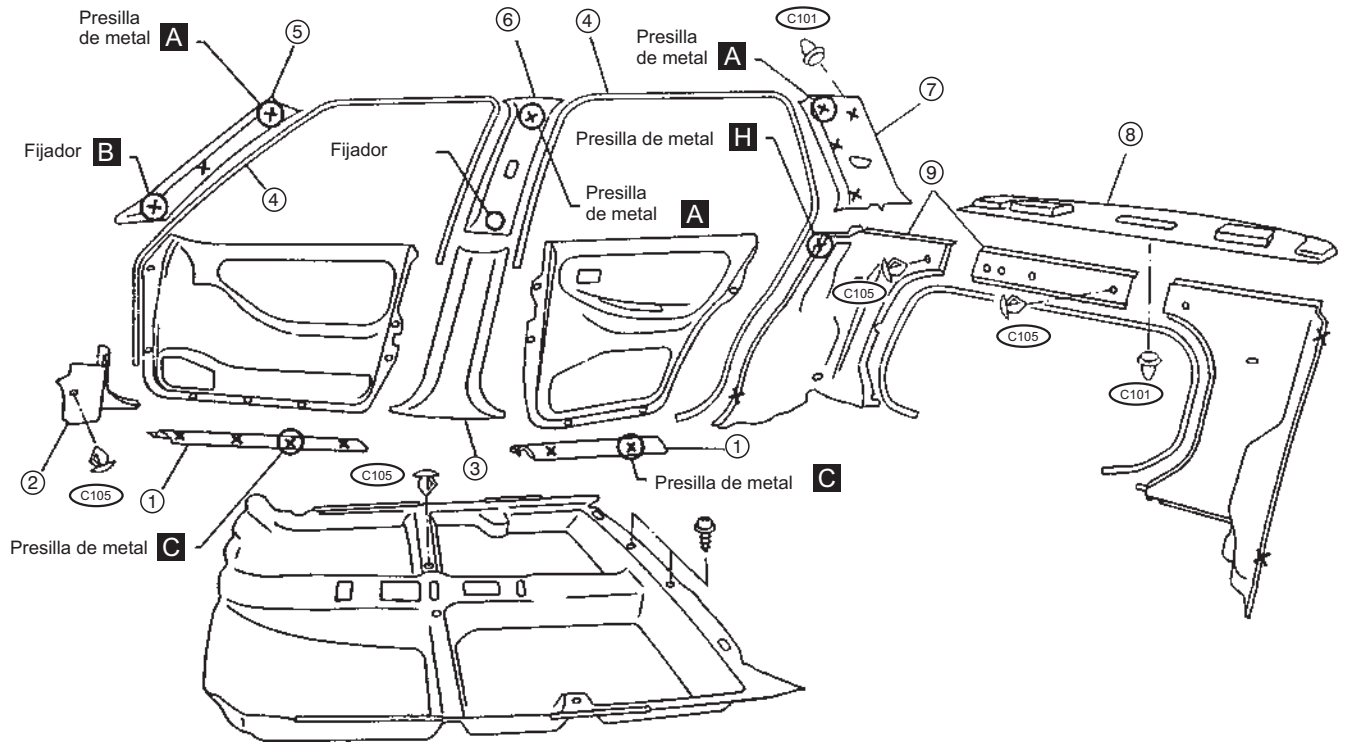 Presilla
de metal A
⑤
⑥
④
C101
Presilla
de metal A
⑦
Fijador B
④
Fijador
Presilla de metal H
⑧
⑨
Presilla
de metal A
C105
C105
C101
②
C105
①
C105
③
①
Presilla de metal C
Presilla de metal C